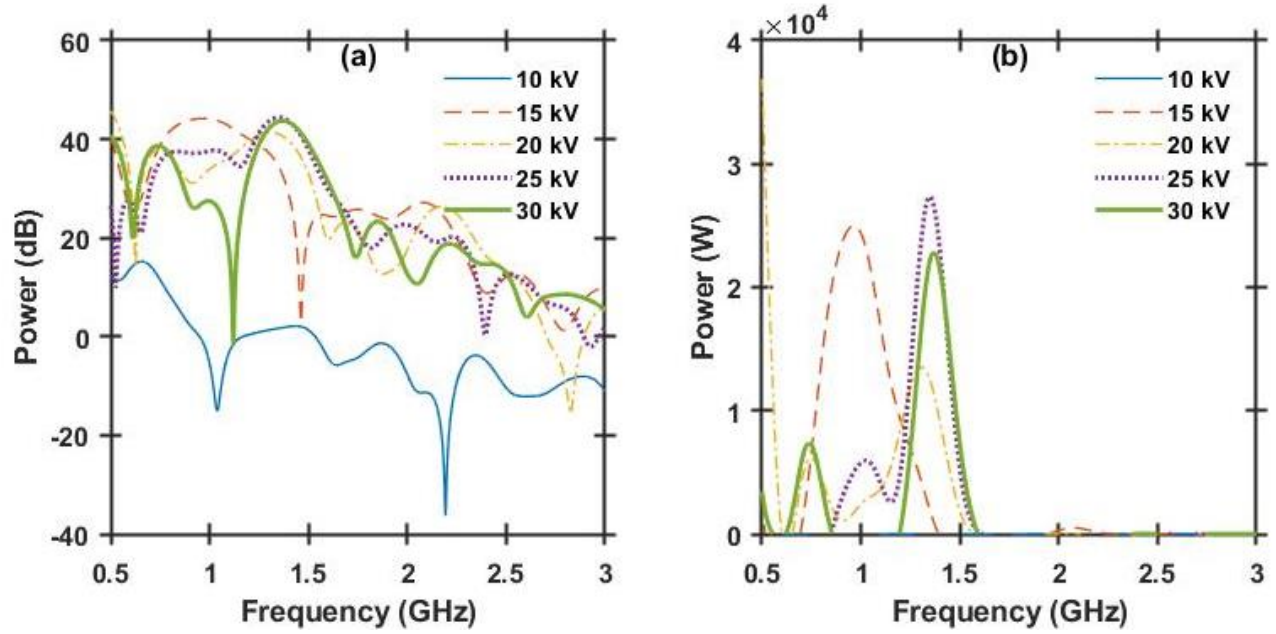 (a)
60
40
20
0
-20
-40
Power (dB)
0.5 1 1.5 2 2.5 3
Frequency (GHz)
10 kV
15 kV
20 kV
25 kV
30 kV
(b)
×10⁴
4
3
2
1
0
Power (W)
0.5 1 1.5 2 2.5 3
Frequency (GHz)
10 kV
15 kV
20 kV
25 kV
30 kV